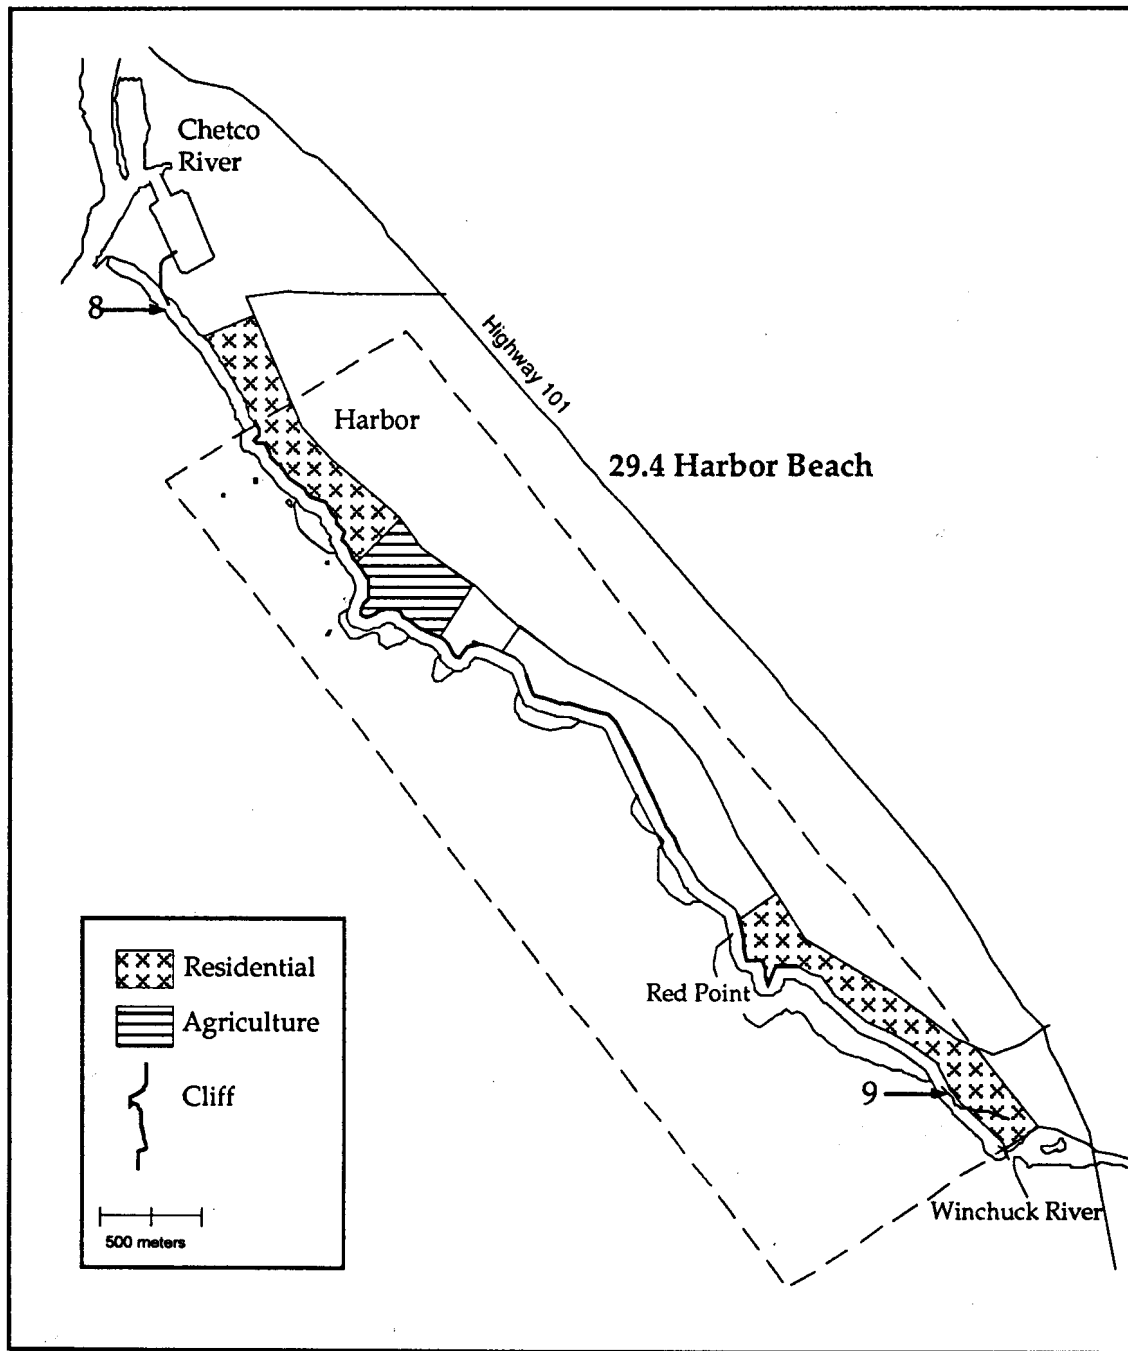 Chetco
River
8
Highway 101
Harbor
29.4 Harbor Beach
Residential
Agriculture
Cliff
500 meters
Red Point
9
Winchuck River